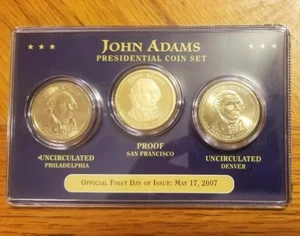 JOHN ADAMS
PRESIDENTIAL COIN SET
UNCIRCULATED
PHILADELPHIA
PROOF
SAN FRANCISCO
UNCIRCULATED
DENVER
OFFICIAL FIRST DAY OF ISSUE: MAY 17, 2007